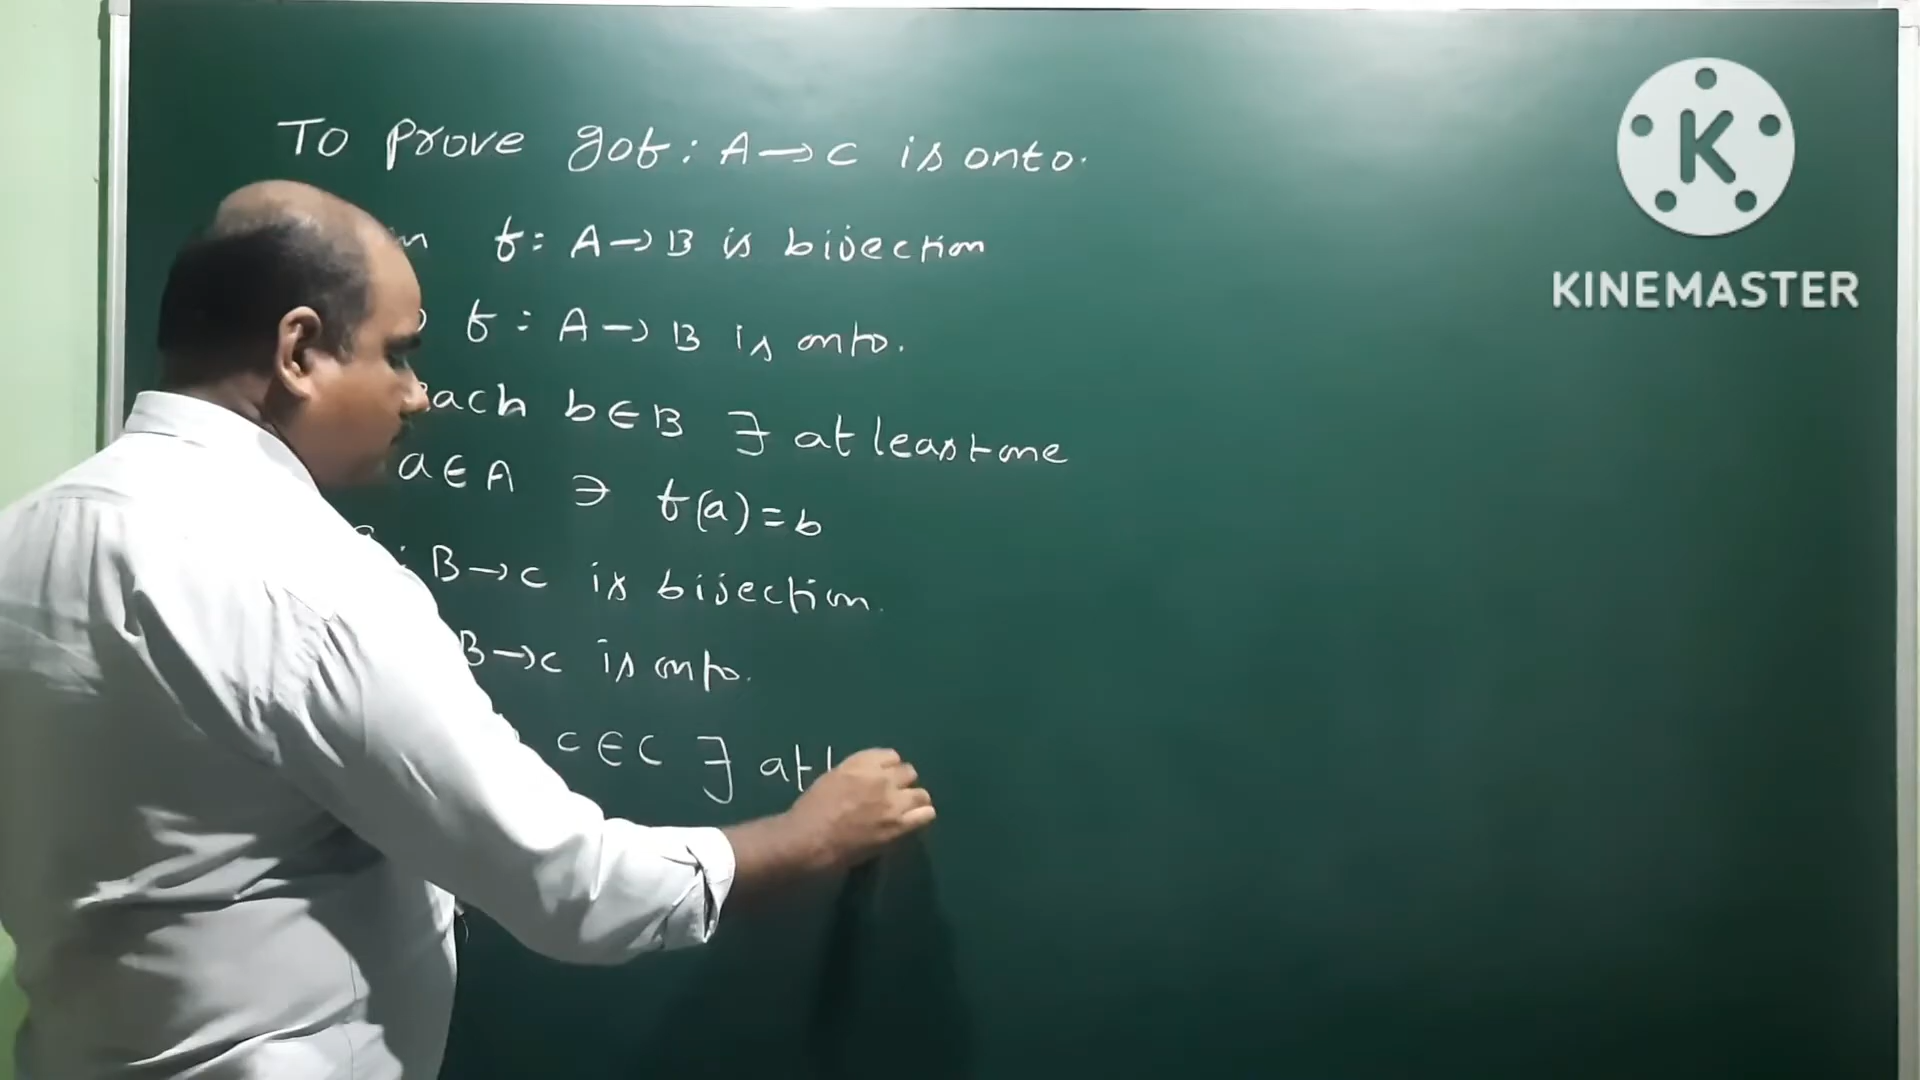 To prove gof : A → C is onto.
f : A → B is bijection
f : A → B is onto.
each b ∈ B ∃ at least one
a ∈ A ∋ f(a) = b
: B → C is bijection.
B → C is onto.
c ∈ C ∃ at
K
KINEMASTER